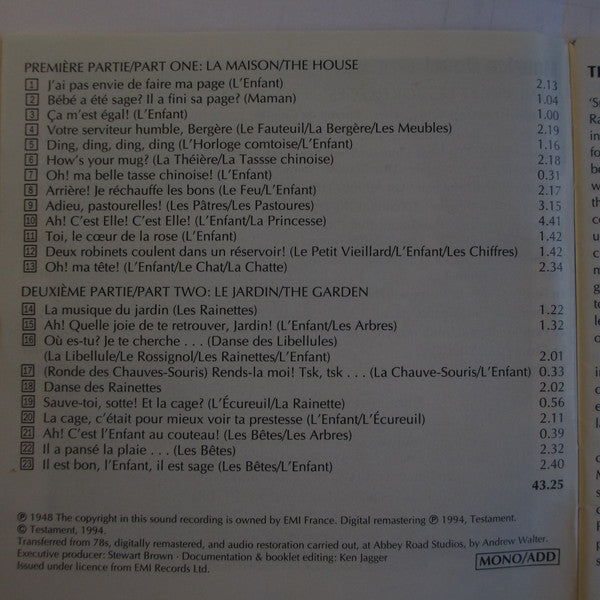 PREMIÈRE PARTIE/PART ONE: LA MAISON/THE HOUSE
1 J'ai pas envie de faire ma page (L'Enfant) 2.13
2 Bébé a été sage? Il a fini sa page? (Maman) 1.04
3 Ça m'est égal! (L'Enfant) 1.00
4 Votre serviteur humble, Bergère (Le Fauteuil/La Bergère/Les Meubles) 2.19
5 Ding, ding, ding, ding (L'Horloge comtoise/L'Enfant) 1.16
6 How's your mug? (La Théière/La Tassse chinoise) 2.18
7 Oh! ma belle tasse chinoise! (L'Enfant) 0.31
8 Arrière! Je réchauffe les bons (Le Feu/L'Enfant) 2.17
9 Adieu, pastourelles! (Les Pâtres/Les Pastoures) 3.15
10 Ah! C'est Elle! C'est Elle! (L'Enfant/La Princesse) 4.41
11 Toi, le cœur de la rose (L'Enfant) 1.42
12 Deux robinets coulent dans un réservoir! (Le Petit Vieillard/L'Enfant/Les Chiffres) 1.42
13 Oh! ma tête! (L'Enfant/Le Chat/La Chatte) 2.34
DEUXIÈME PARTIE/PART TWO: LE JARDIN/THE GARDEN
14 La musique du jardin (Les Rainettes) 1.22
15 Ah! Quelle joie de te retrouver, Jardin! (L'Enfant/Les Arbres) 1.32
16 Où es-tu? Je te cherche . . . (Danse des Libellules)
(La Libellule/Le Rossignol/Les Rainettes/L'Enfant) 2.01
17 (Ronde des Chauves-Souris) Rends-la moi! Tsk, tsk . . . (La Chauve-Souris/L'Enfant) 0.33
18 Danse des Rainettes 2.02
19 Sauve-toi, sotte! Et la cage? (L'Écureuil/La Rainette) 0.56
20 La cage, c'était pour mieux voir ta prestesse (L'Enfant/L'Écureuil) 2.11
21 Ah! C'est l'Enfant au couteau! (Les Bêtes/Les Arbres) 0.39
22 Il a pansé la plaie . . . (Les Bêtes) 2.32
23 Il est bon, l'Enfant, il est sage (Les Bêtes/L'Enfant) 2.40
43.25
℗ 1948 The copyright in this sound recording is owned by EMI France. Digital remastering ℗ 1994, Testament.
© Testament, 1994.
Transferred from 78s, digitally remastered, and audio restoration carried out, at Abbey Road Studios, by Andrew Walter.
Executive producer: Stewart Brown · Documentation & booklet editing: Ken Jagger
Issued under licence from EMI Records Ltd.
MONO/ADD